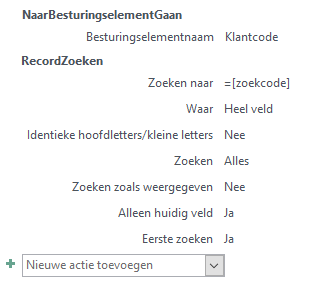 NaarBesturingselementGaan
Besturingselementnaam Klantcode
RecordZoeken
Zoeken naar =[zoekcode]
Waar Heel veld
Identieke hoofdletters/kleine letters Nee
Zoeken Alles
Zoeken zoals weergegeven Nee
Alleen huidig veld Ja
Eerste zoeken Ja
Nieuwe actie toevoegen